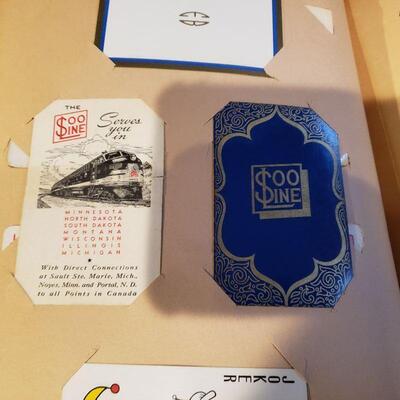 THE
SOO
LINE
Serves
you
in
MINNESOTA
NORTH DAKOTA
SOUTH DAKOTA
MONTANA
WISCONSIN
ILLINOIS
MICHIGAN
With Direct Connections
at Sault Ste. Marie, Mich.,
Noyes, Minn. and Portal, N. D.
to all Points in Canada
SOO
LINE
JOKER